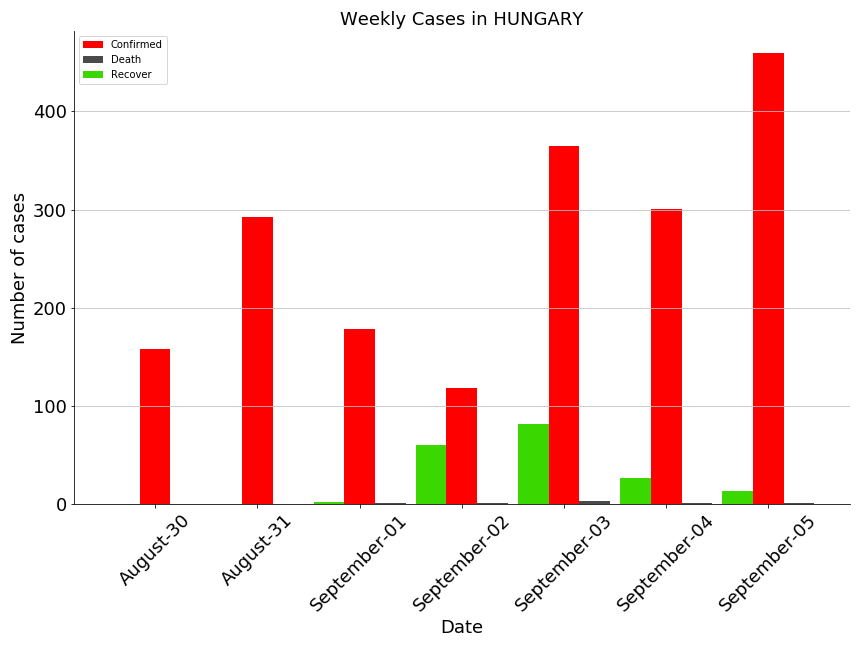 Weekly Cases in HUNGARY
Confirmed
Death
Recover
Number of cases
400
300
200
100
0
August-30
August-31
September-01
September-02
September-03
September-04
September-05
Date